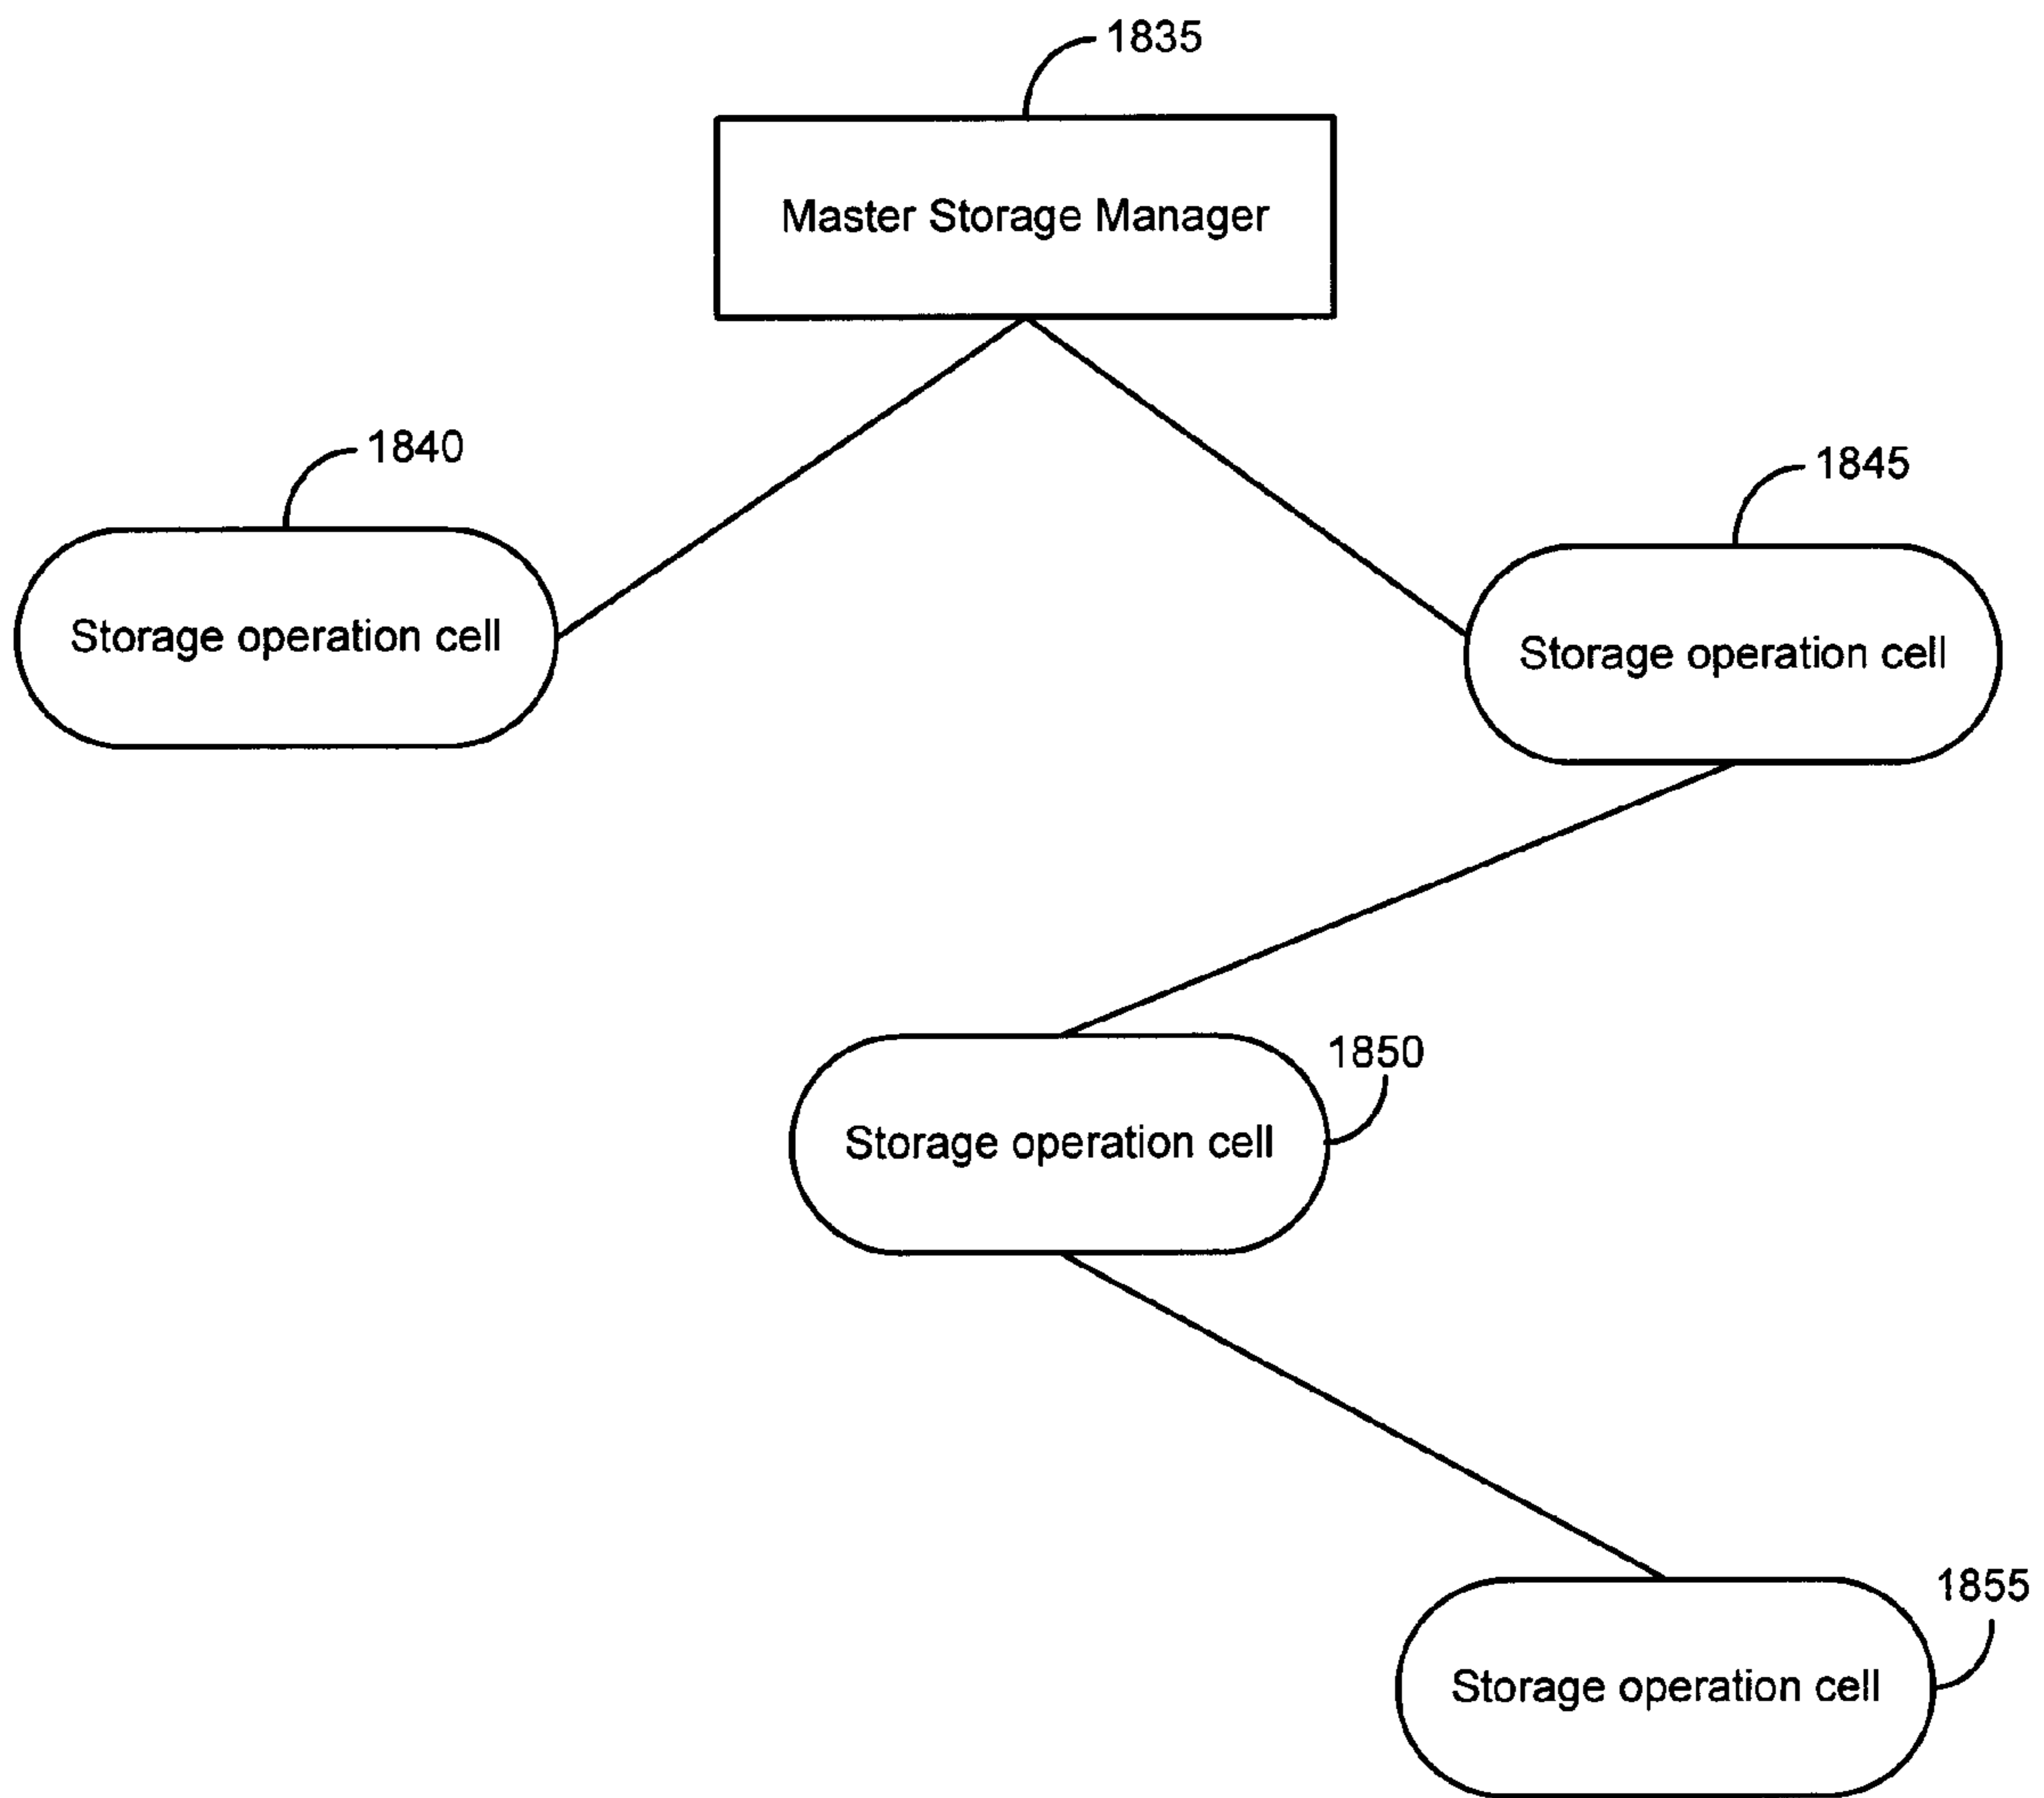 1835
Master Storage Manager
1840
1845
Storage operation cell
Storage operation cell
1850
Storage operation cell
1855
Storage operation cell